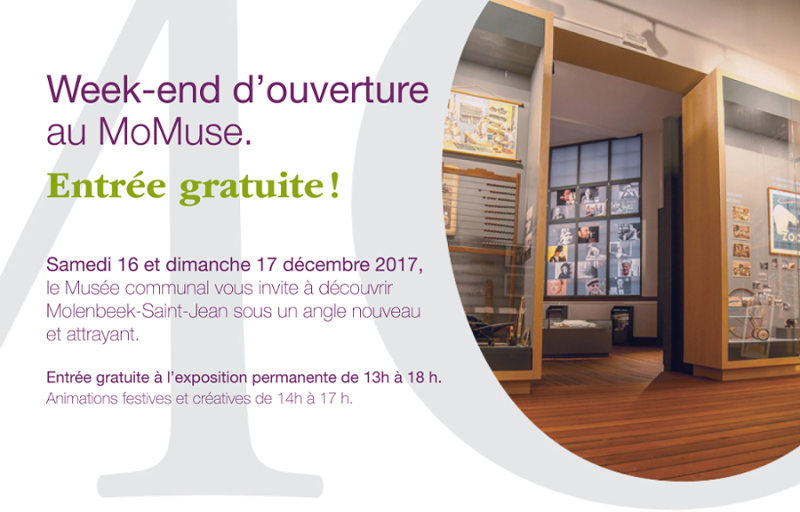 Week-end d’ouverture
au MoMuse.
Entrée gratuite !
Samedi 16 et dimanche 17 décembre 2017,
le Musée communal vous invite à découvrir
Molenbeek-Saint-Jean sous un angle nouveau
et attrayant.
Entrée gratuite à l’exposition permanente de 13h à 18 h.
Animations festives et créatives de 14h à 17 h.